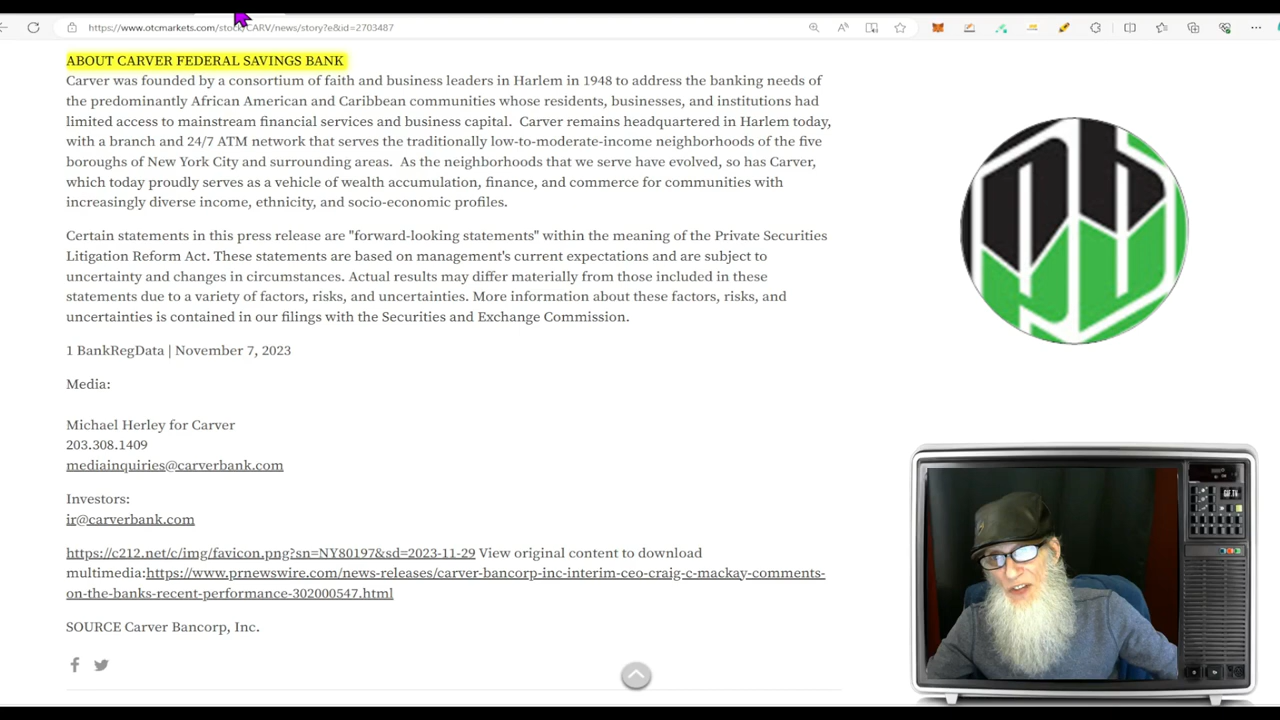 https://www.otcmarkets.com/stock/CARV/news/story?e&id=2703487
ABOUT CARVER FEDERAL SAVINGS BANK
Carver was founded by a consortium of faith and business leaders in Harlem in 1948 to address the banking needs of
the predominantly African American and Caribbean communities whose residents, businesses, and institutions had
limited access to mainstream financial services and business capital.  Carver remains headquartered in Harlem today,
with a branch and 24/7 ATM network that serves the traditionally low-to-moderate-income neighborhoods of the five
boroughs of New York City and surrounding areas.  As the neighborhoods that we serve have evolved, so has Carver,
which today proudly serves as a vehicle of wealth accumulation, finance, and commerce for communities with
increasingly diverse income, ethnicity, and socio-economic profiles.
Certain statements in this press release are "forward-looking statements" within the meaning of the Private Securities
Litigation Reform Act. These statements are based on management's current expectations and are subject to
uncertainty and changes in circumstances. Actual results may differ materially from those included in these
statements due to a variety of factors, risks, and uncertainties. More information about these factors, risks, and
uncertainties is contained in our filings with the Securities and Exchange Commission.
1 BankRegData | November 7, 2023
Media:
Michael Herley for Carver
203.308.1409
mediainquiries@carverbank.com
Investors:
ir@carverbank.com
https://c212.net/c/img/favicon.png?sn=NY80197&sd=2023-11-29 View original content to download
multimedia:https://www.prnewswire.com/news-releases/carver-bancorp-inc-interim-ceo-craig-c-mackay-comments-
on-the-banks-recent-performance-302000547.html
SOURCE Carver Bancorp, Inc.
GIF.TV